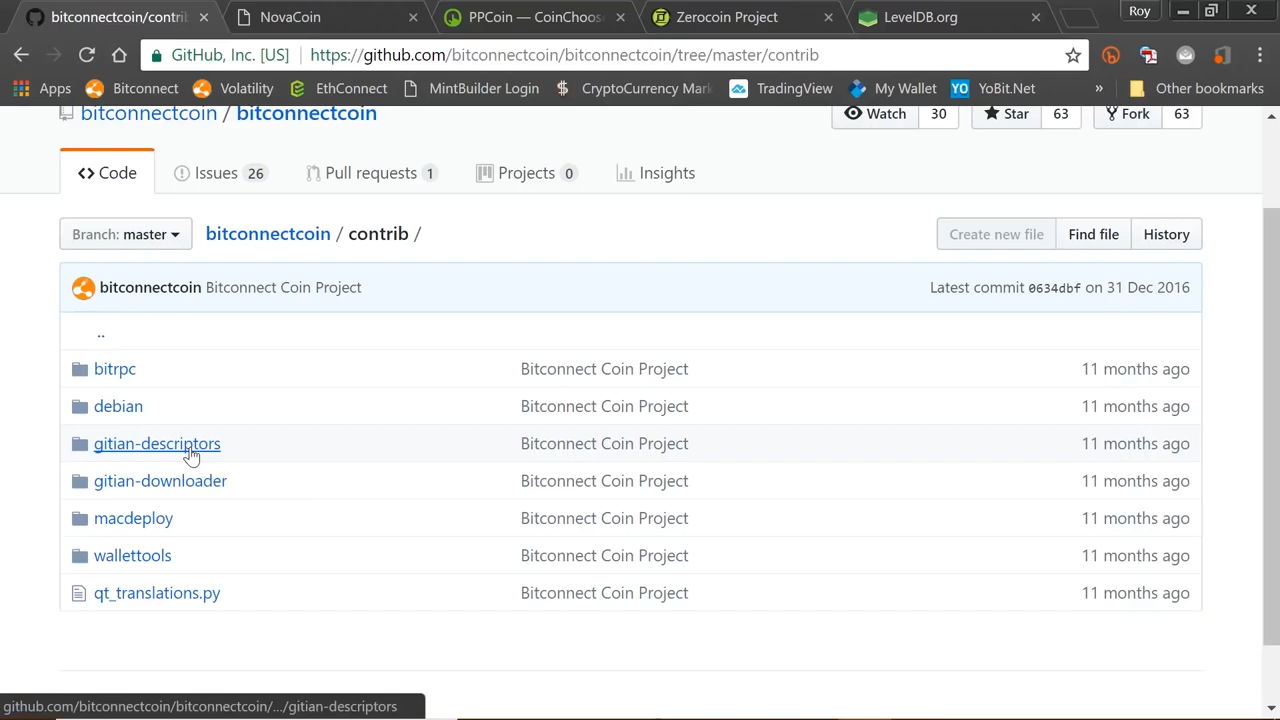 bitconnectcoin/contrib
NovaCoin
PPCoin — CoinChoose
Zerocoin Project
LevelDB.org
Roy
GitHub, Inc. [US]
https://github.com/bitconnectcoin/bitconnectcoin/tree/master/contrib
Apps
Bitconnect
Volatility
EthConnect
MintBuilder Login
CryptoCurrency Mark
TradingView
My Wallet
YO YoBit.Net
»
Other bookmarks
bitconnectcoin / bitconnectcoin
Watch 30
Star 63
Fork 63
Code
Issues 26
Pull requests 1
Projects 0
Insights
Branch: master
bitconnectcoin / contrib /
Create new file
Find file
History
bitconnectcoin Bitconnect Coin Project
Latest commit 0634dbf on 31 Dec 2016
..
bitrpc Bitconnect Coin Project 11 months ago
debian Bitconnect Coin Project 11 months ago
gitian-descriptors Bitconnect Coin Project 11 months ago
gitian-downloader Bitconnect Coin Project 11 months ago
macdeploy Bitconnect Coin Project 11 months ago
wallettools Bitconnect Coin Project 11 months ago
qt_translations.py Bitconnect Coin Project 11 months ago
github.com/bitconnectcoin/bitconnectcoin/.../gitian-descriptors